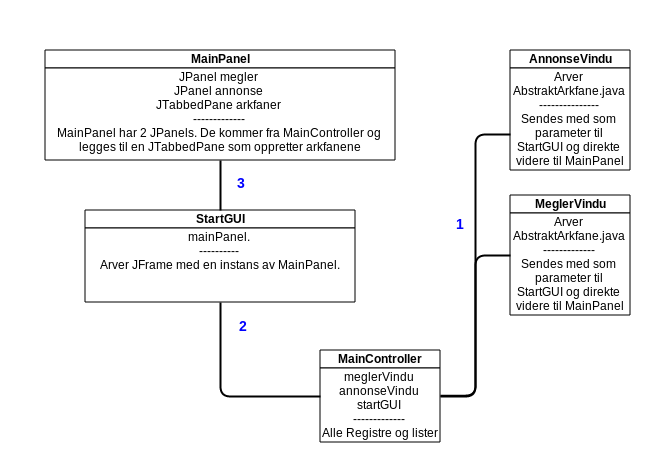 MainPanel
JPanel megler
JPanel annonse
JTabbedPane arkfaner
-------------
MainPanel har 2 JPanels. De kommer fra MainController og
legges til en JTabbedPane som oppretter arkfanene
3
StartGUI
mainPanel.
----------
Arver JFrame med en instans av MainPanel.
2
MainController
meglerVindu
annonseVindu
startGUI
-------------
Alle Registre og lister
1
AnnonseVindu
Arver
AbstraktArkfane.java
---------------
Sendes med som
parameter til
StartGUI og direkte
videre til MainPanel
MeglerVindu
Arver
AbstraktArkfane.java
-------------
Sendes med som
parameter til
StartGUI og direkte
videre til MainPanel